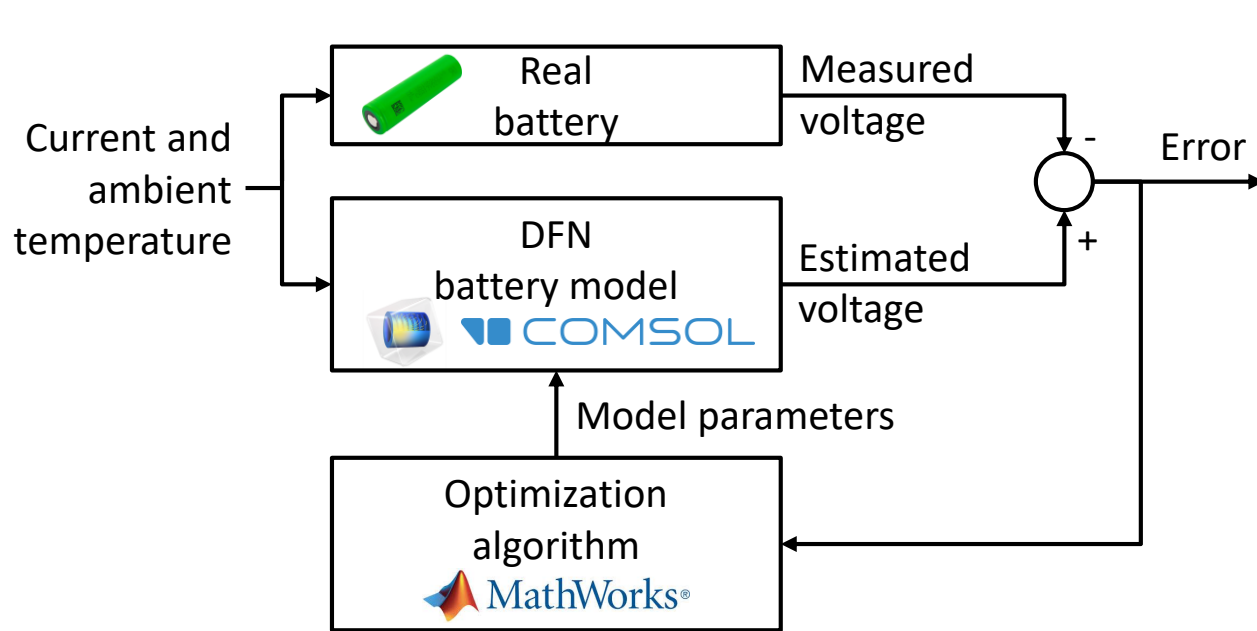 Real
battery
Measured
voltage
-
Error
Current and
ambient
temperature
DFN
battery model
COMSOL
Estimated
voltage
+
Model parameters
Optimization
algorithm
MathWorks®